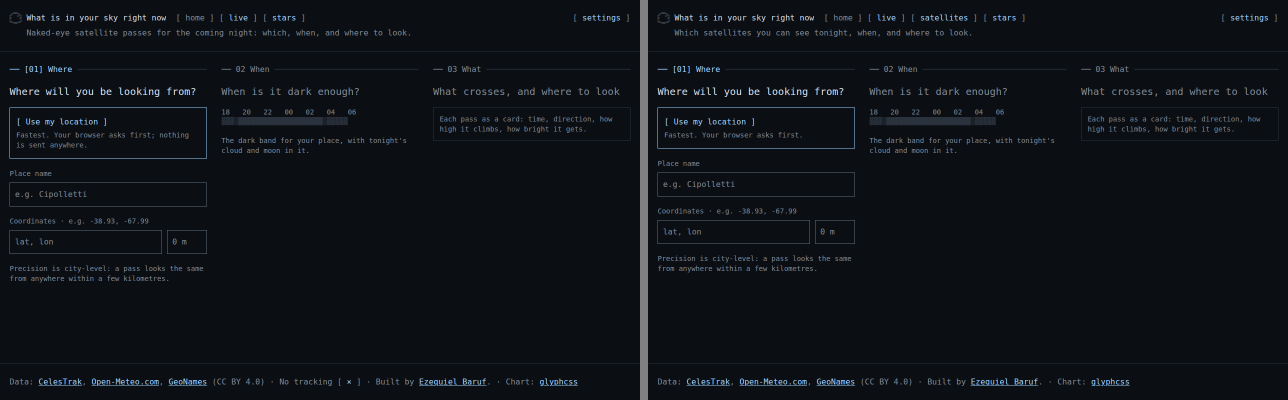 What is in your sky right now [ home ] [ live ] [ stars ] [ settings ]
Naked-eye satellite passes for the coming night: which, when, and where to look.
[01] Where
Where will you be looking from?
[ Use my location ]
Fastest. Your browser asks first; nothing
is sent anywhere.
Place name
e.g. Cipolletti
Coordinates · e.g. -38.93, -67.99
lat, lon
0 m
Precision is city-level: a pass looks the same
from anywhere within a few kilometres.
02 When
When is it dark enough?
18 20 22 00 02 04 06
The dark band for your place, with tonight's
cloud and moon in it.
03 What
What crosses, and where to look
Each pass as a card: time, direction, how
high it climbs, how bright it gets.
Data: CelesTrak, Open-Meteo.com, GeoNames (CC BY 4.0) · No tracking [ × ] · Built by Ezequiel Baruf. · Chart: glyphcss
What is in your sky right now [ home ] [ live ] [ satellites ] [ stars ] [ settings ]
Which satellites you can see tonight, when, and where to look.
[01] Where
Where will you be looking from?
[ Use my location ]
Fastest. Your browser asks first.
Place name
e.g. Cipolletti
Coordinates · e.g. -38.93, -67.99
lat, lon
0 m
Precision is city-level: a pass looks the same
from anywhere within a few kilometres.
02 When
When is it dark enough?
18 20 22 00 02 04 06
The dark band for your place, with tonight's
cloud and moon in it.
03 What
What crosses, and where to look
Each pass as a card: time, direction, how
high it climbs, how bright it gets.
Data: CelesTrak, Open-Meteo.com, GeoNames (CC BY 4.0) · Built by Ezequiel Baruf. · Chart: glyphcss